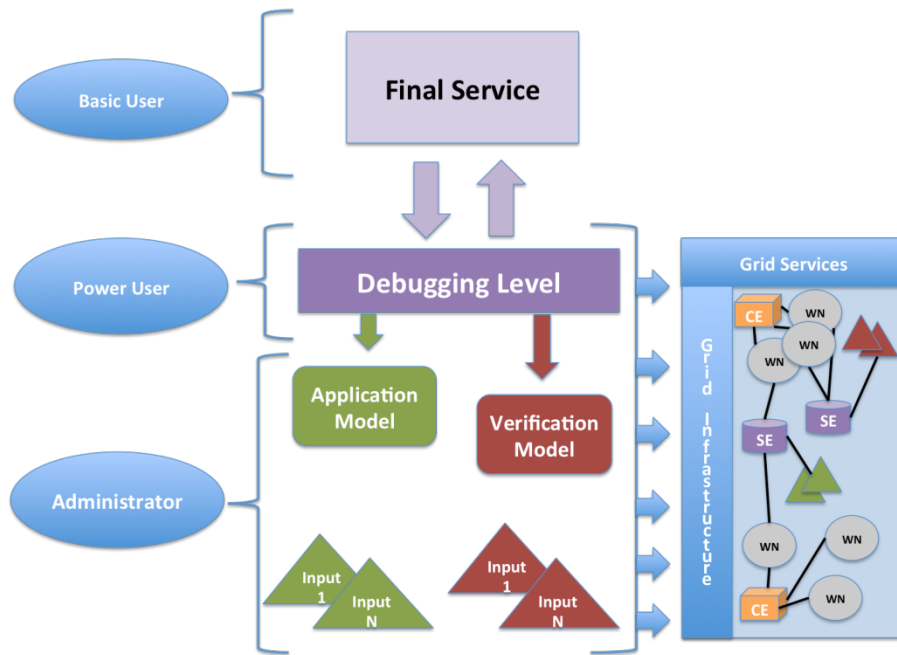 Basic User
Final Service
Power User
Debugging Level
Administrator
Application
Model
Verification
Model
Input
1
Input
N
Input
1
Input
N
Grid Services
Grid Infrastructure
CE
WN
WN
WN
SE
SE
WN
WN
CE
WN